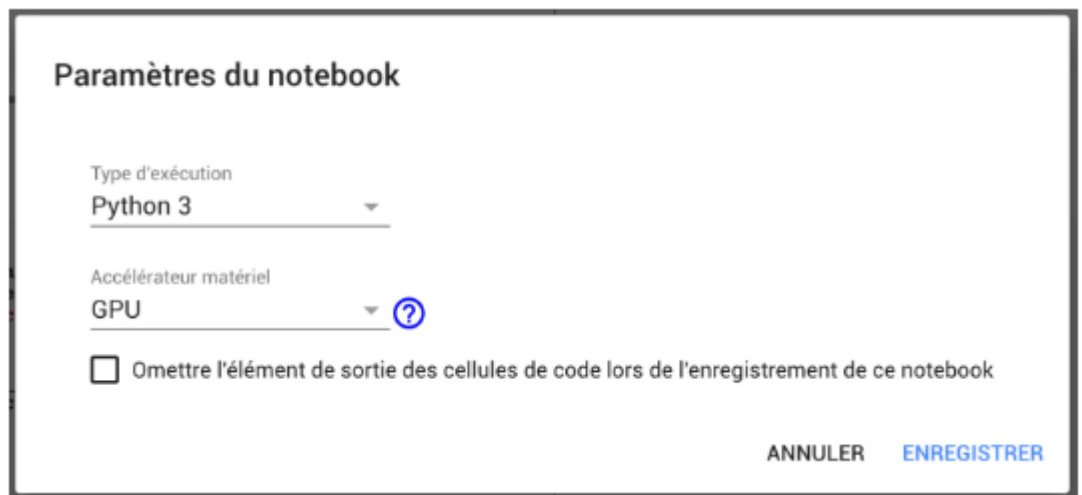 Paramètres du notebook
Type d'exécution
Python 3
Accélérateur matériel
GPU
Omettre l'élément de sortie des cellules de code lors de l'enregistrement de ce notebook
ANNULER ENREGISTRER